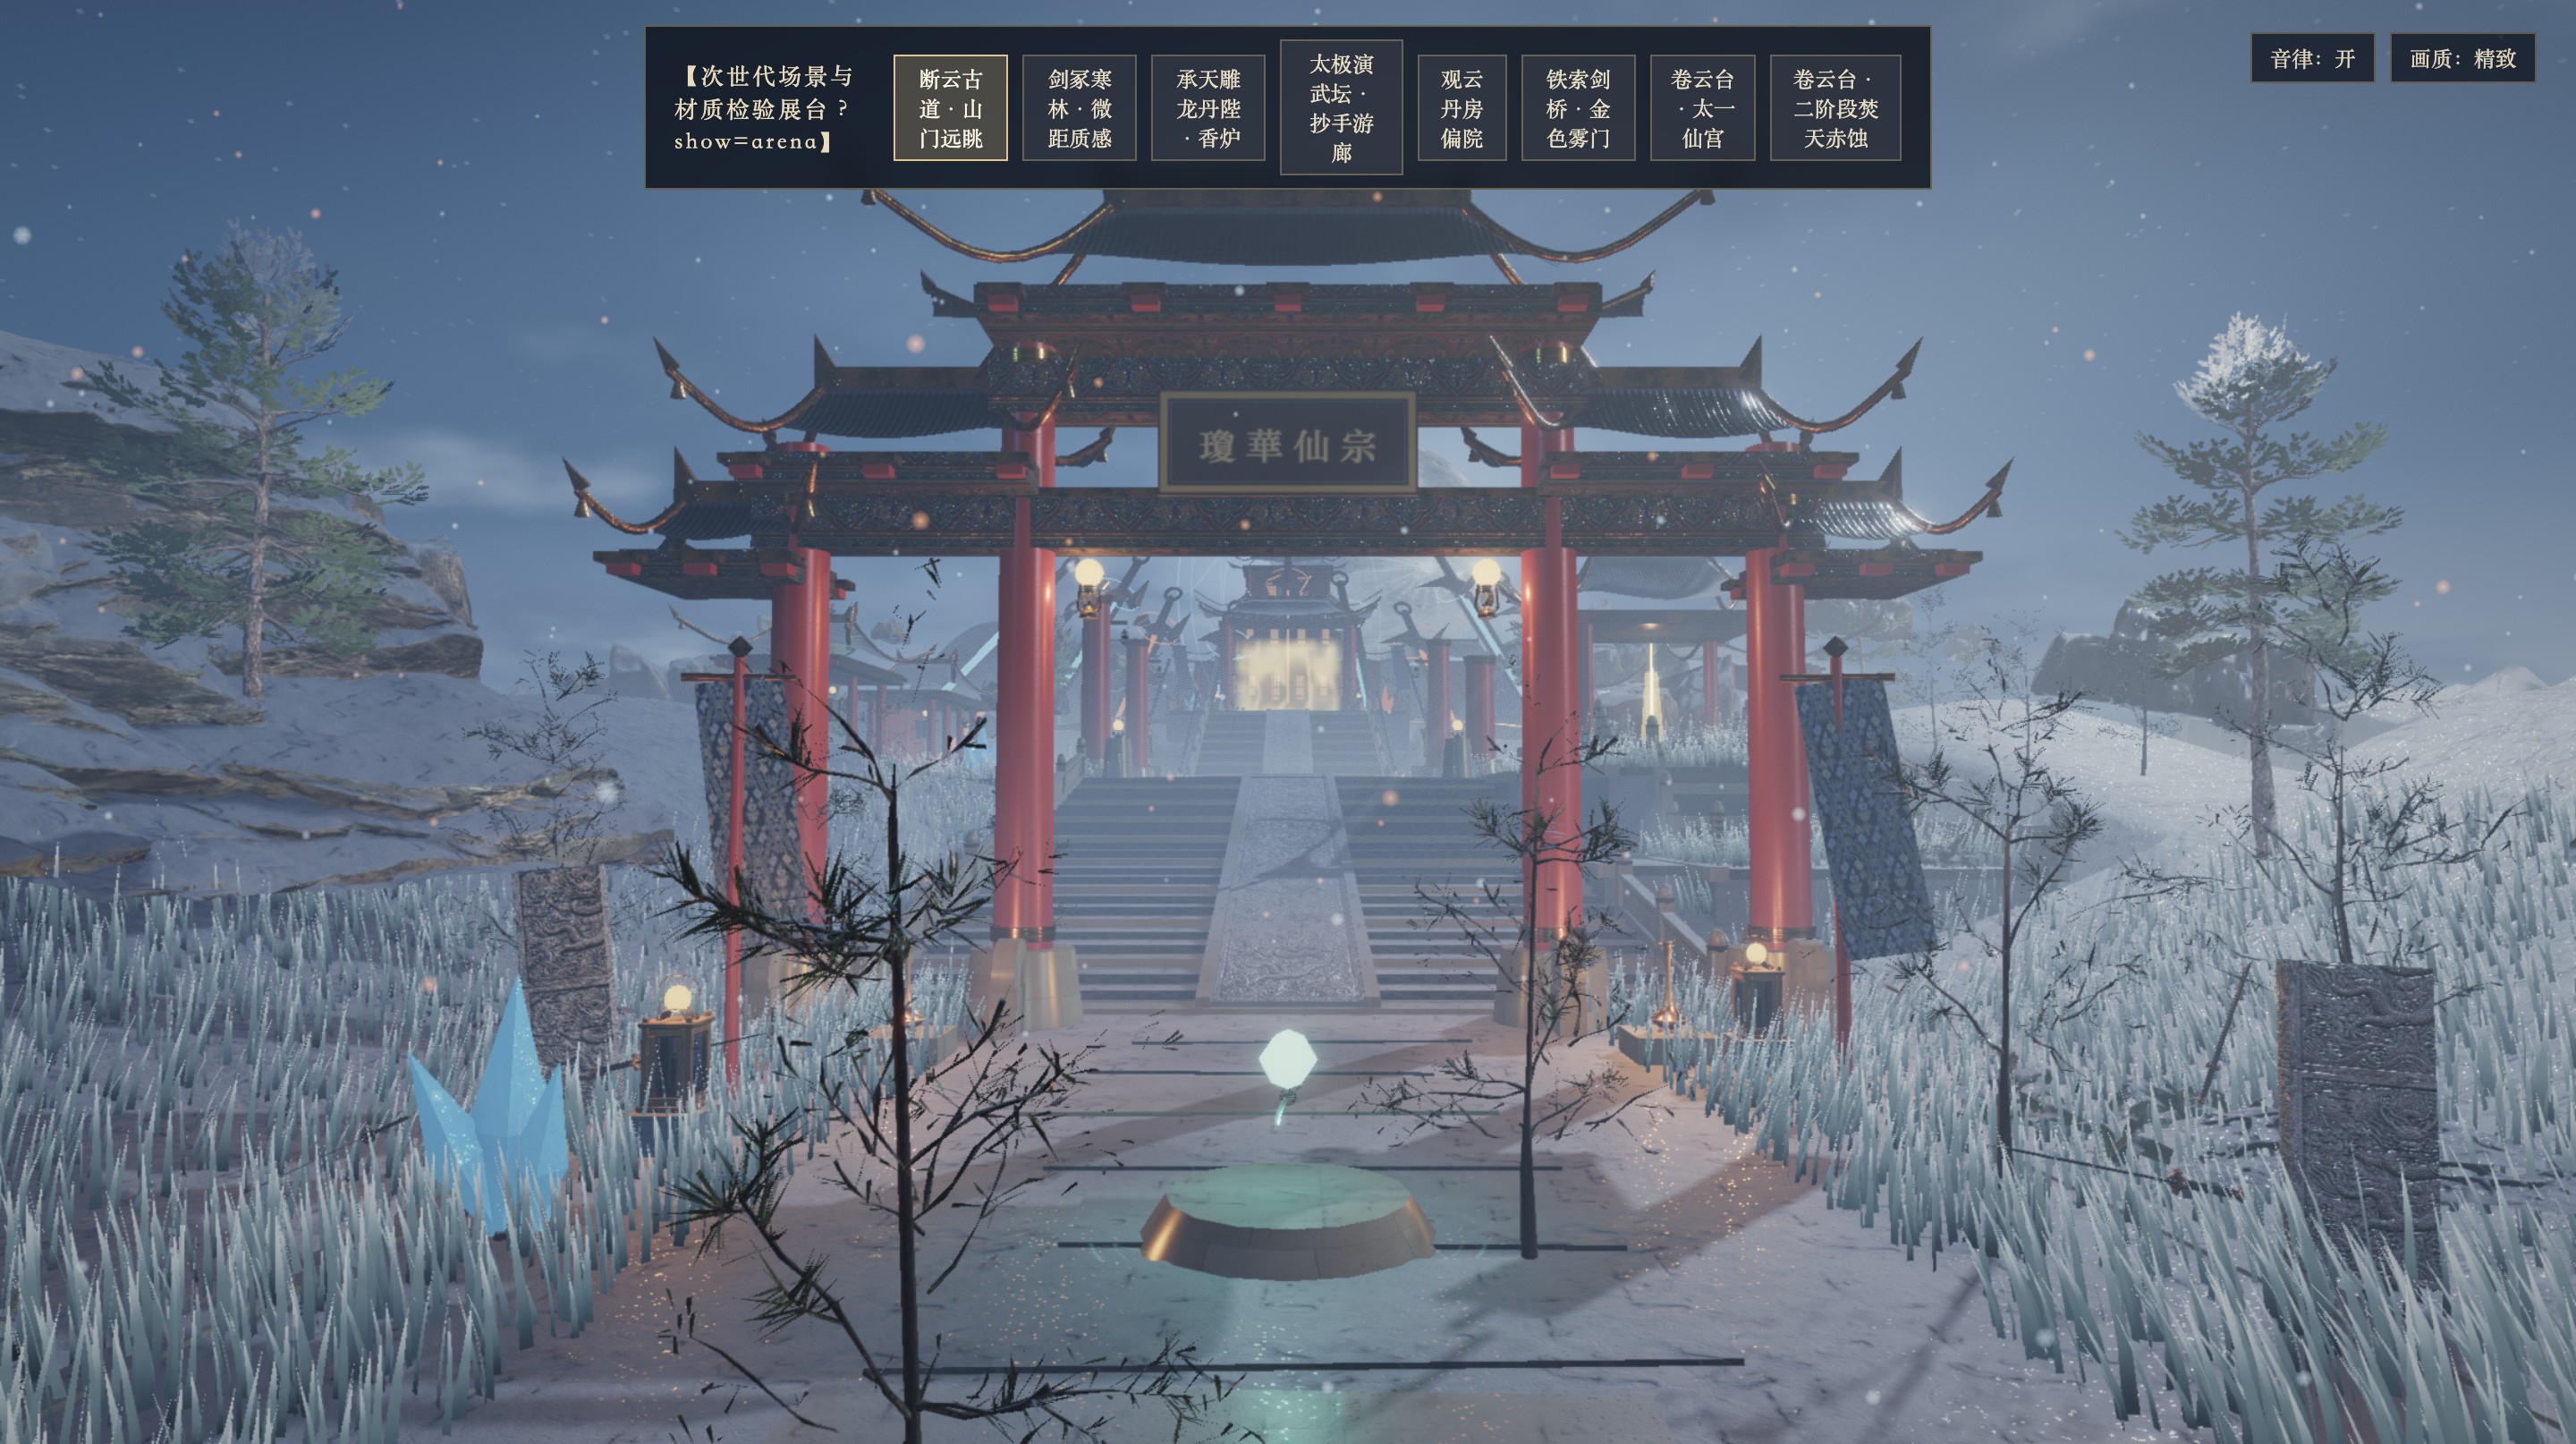 【次世代场景与
材质检验展台 ?
show=arena】
断云古
道 · 山
门远眺
剑冢寒
林 · 微
距质感
承天雕
龙丹陛
· 香炉
太极演
武坛 ·
抄手游
廊
观云
丹房
偏院
铁索剑
桥 · 金
色雾门
卷云台
· 太一
仙宫
卷云台 ·
二阶段焚
天赤蚀
音律: 开
画质: 精致
瓊華仙宗